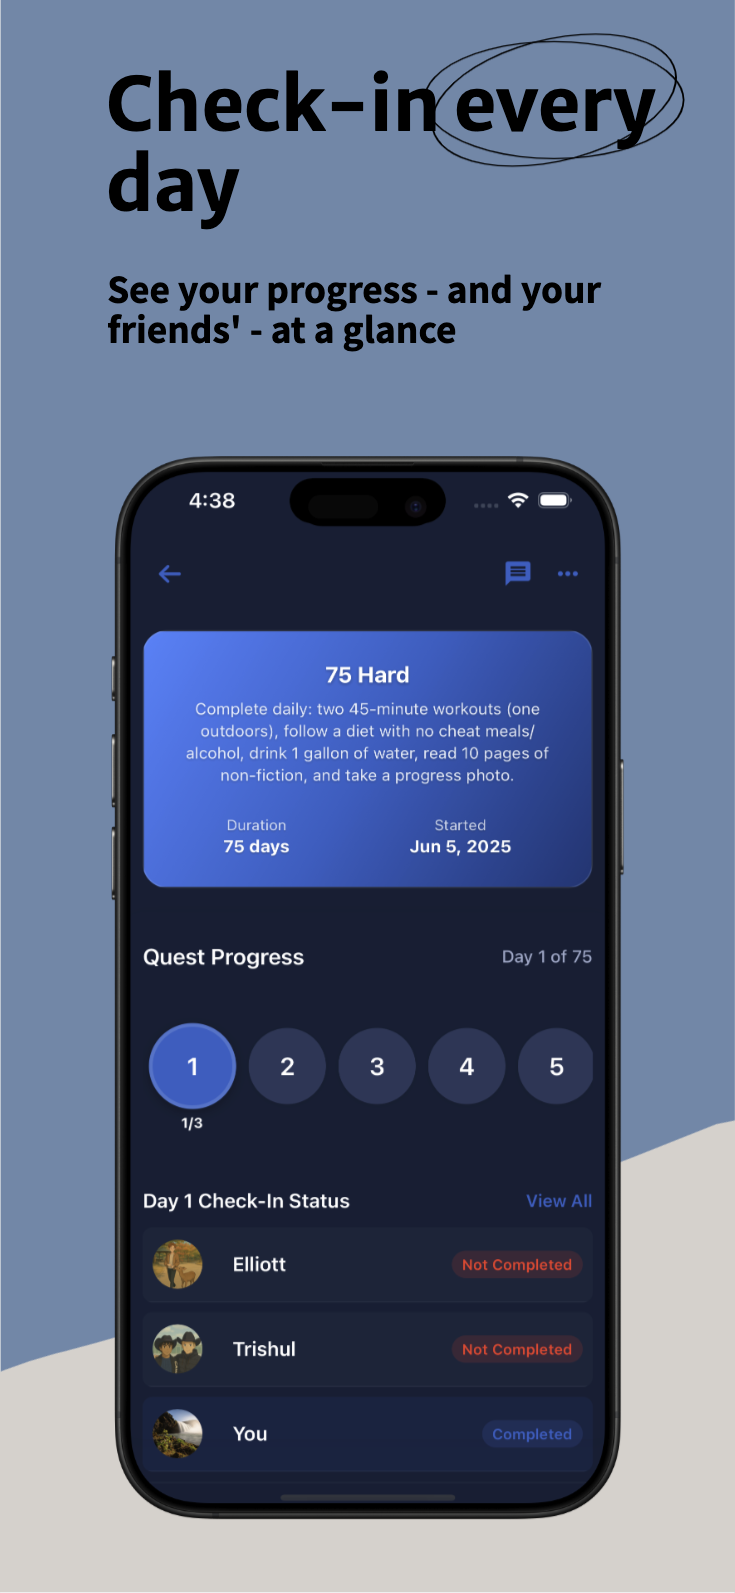 Check-in every
day
See your progress - and your
friends' - at a glance
4:38
75 Hard
Complete daily: two 45-minute workouts (one
outdoors), follow a diet with no cheat meals/
alcohol, drink 1 gallon of water, read 10 pages of
non-fiction, and take a progress photo.
Duration Started
75 days Jun 5, 2025
Quest Progress Day 1 of 75
1 2 3 4 5
1/3
Day 1 Check-In Status View All
Elliott Not Completed
Trishul Not Completed
You Completed